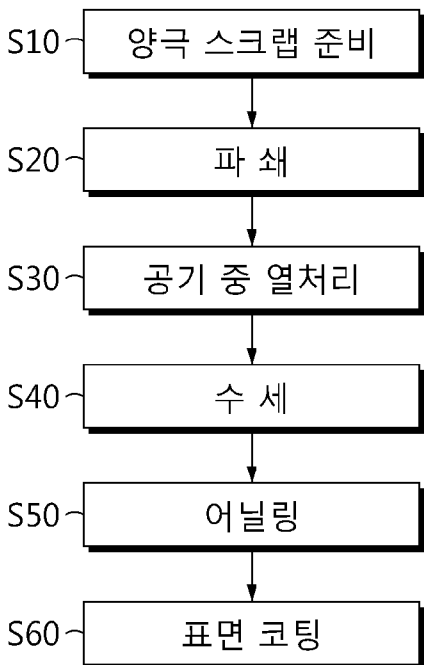 S10 양극 스크랩 준비
S20 파 쇄
S30 공기 중 열처리
S40 수 세
S50 어닐링
S60 표면 코팅